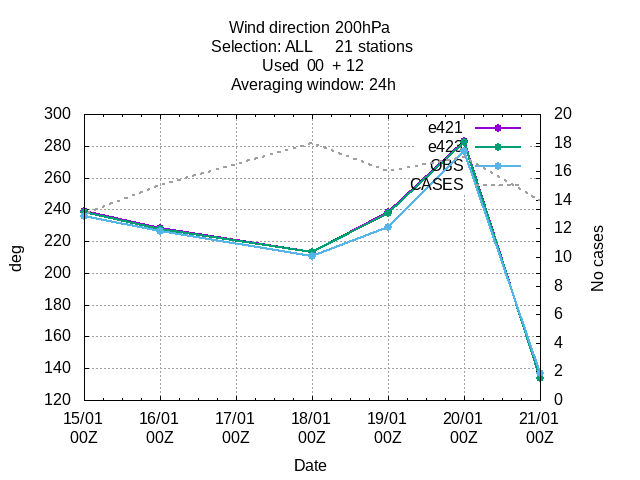 Wind direction 200hPa
Selection: ALL 21 stations
Used 00 + 12
Averaging window: 24h
300 20
280 18
260 16
240 14
220 12
200 10
180 8
160 6
140 4
120 2
0
e421
e423
OBS
CASES
deg
No cases
15/01 16/01 17/01 18/01 19/01 20/01 21/01
00Z 00Z 00Z 00Z 00Z 00Z 00Z
Date